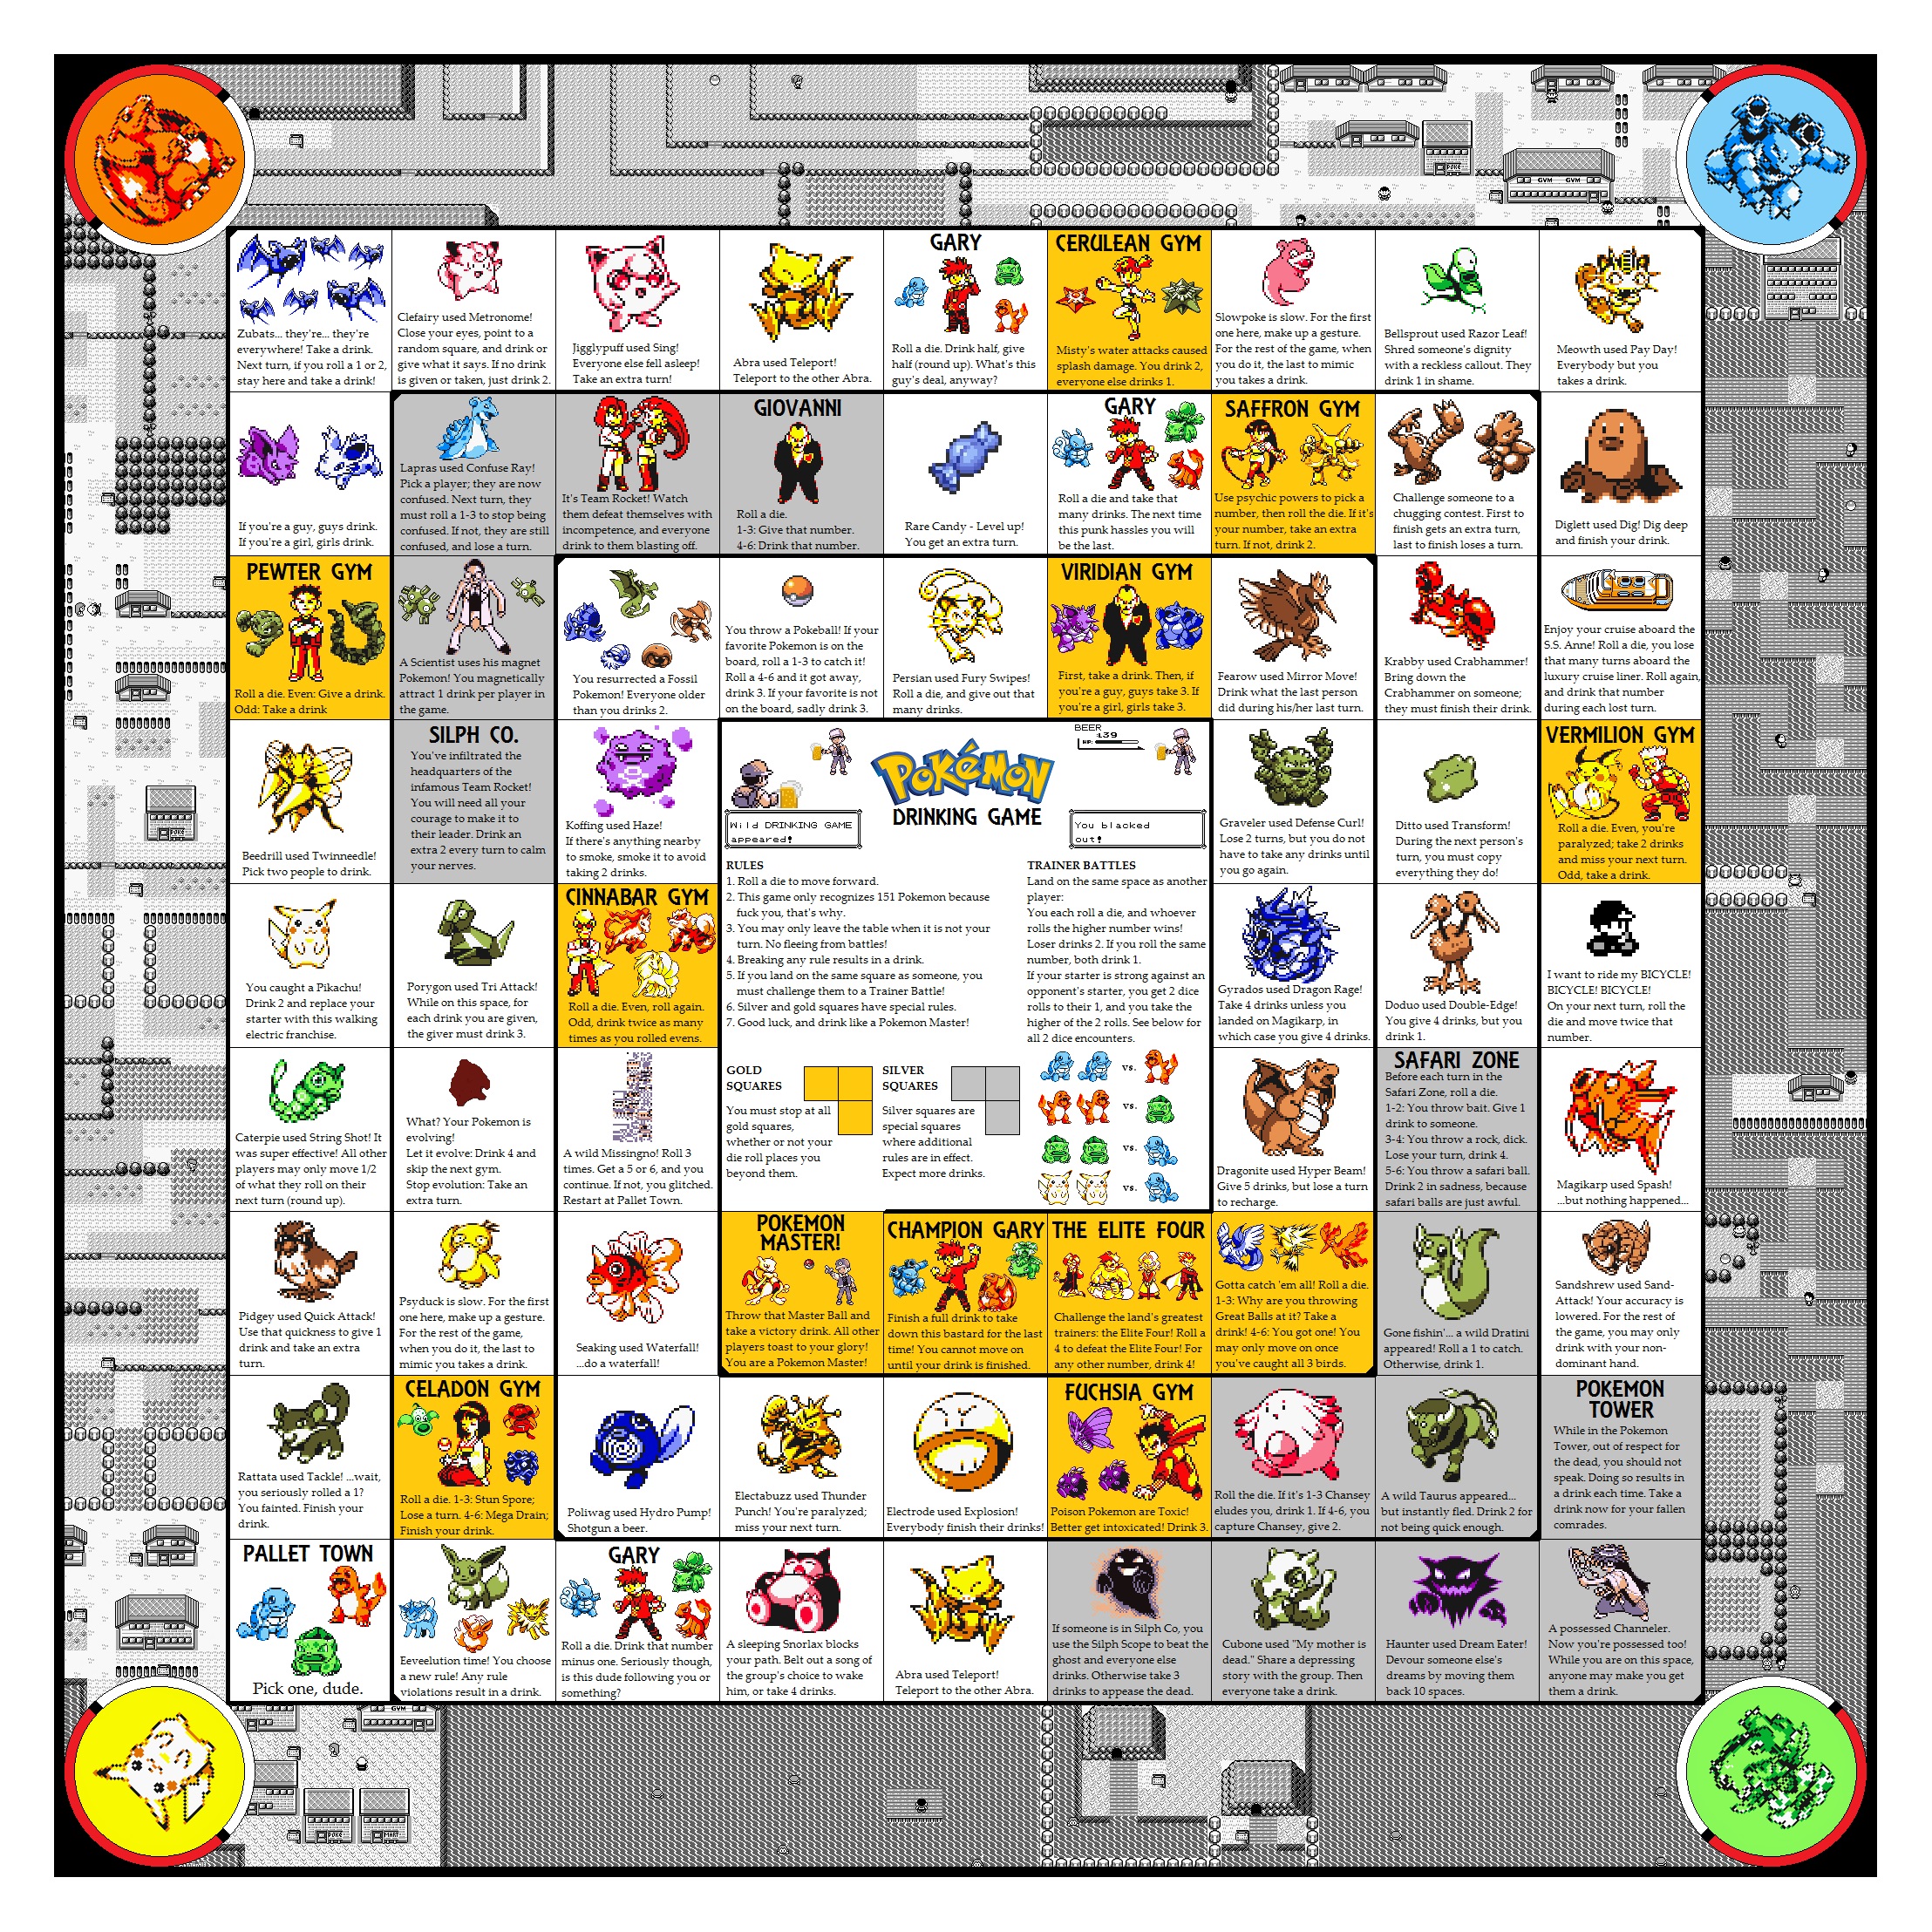 Zubats... they're... they're
everywhere! Take a drink.
Next turn, if you roll a 1 or 2,
stay here and take a drink!
Clefairy used Metronome!
Close your eyes, point to a
random square, and drink or
give what it says. If no drink
is given or taken, just drink 2.
Jigglypuff used Sing!
Everyone else fell asleep!
Take an extra turn!
Abra used Teleport!
Teleport to the other Abra.
GARY
Roll a die. Drink half, give
half (round up). What's this
guy's deal, anyway?
CERULEAN GYM
Misty's water attacks caused
splash damage. You drink 2,
everyone else drinks 1.
Slowpoke is slow. For the first
one here, make up a gesture.
For the rest of the game, when
you do it, the last to mimic
you takes a drink.
Bellsprout used Razor Leaf!
Shred someone's dignity
with a reckless callout. They
drink 1 in shame.
Meowth used Pay Day!
Everybody but you
takes a drink.
If you're a guy, guys drink.
If you're a girl, girls drink.
Lapras used Confuse Ray!
Pick a player; they are now
confused. Next turn, they
must roll a 1-3 to stop being
confused. If not, they are still
confused, and lose a turn.
It's Team Rocket! Watch
them defeat themselves with
incompetence, and everyone
drink to them blasting off.
GIOVANNI
Roll a die.
1-3: Give that number.
4-6: Drink that number.
Rare Candy - Level up!
You get an extra turn.
GARY
Roll a die and take that
many drinks. The next time
this punk hassles you will
be the last.
SAFFRON GYM
Use psychic powers to pick a
number, then roll the die. If it's
your number, take an extra
turn. If not, drink 2.
Challenge someone to a
chugging contest. First to
finish gets an extra turn,
last to finish loses a turn.
Diglett used Dig! Dig deep
and finish your drink.
PEWTER GYM
Roll a die. Even: Give a drink.
Odd: Take a drink
A Scientist uses his magnet
Pokemon! You magnetically
attract 1 drink per player in
the game.
You resurrected a Fossil
Pokemon! Everyone older
than you drinks 2.
You throw a Pokeball! If your
favorite Pokemon is on the
board, roll a 1-3 to catch it!
Roll a 4-6 and it got away,
drink 3. If your favorite is not
on the board, sadly drink 3.
Persian used Fury Swipes!
Roll a die, and give out that
many drinks.
VIRIDIAN GYM
First, take a drink. Then, if
you're a guy, guys take 3. If
you're a girl, girls take 3.
Fearow used Mirror Move!
Drink what the last person
did during his/her last turn.
Krabby used Crabhammer!
Bring down the
Crabhammer on someone;
they must finish their drink.
Enjoy your cruise aboard the
S.S. Anne! Roll a die, you lose
that many turns aboard the
luxury cruise liner. Roll again,
and drink that number
during each lost turn.
Beedrill used Twinneedle!
Pick two people to drink.
SILPH CO.
You've infiltrated the
headquarters of the
infamous Team Rocket!
You will need all your
courage to make it to
their leader. Drink an
extra 2 every turn to calm
your nerves.
Koffing used Haze!
If there's anything nearby
to smoke, smoke it to avoid
taking 2 drinks.
Wild DRINKING GAME
appeared!
POKéMON
DRINKING GAME
BEER
139
HP:
You blacked
out!
Graveler used Defense Curl!
Lose 2 turns, but you do not
have to take any drinks until
you go again.
Ditto used Transform!
During the next person's
turn, you must copy
everything they do!
VERMILION GYM
Roll a die. Even, you're
paralyzed; take 2 drinks
and miss your next turn.
Odd, take a drink.
RULES
1. Roll a die to move forward.
2. This game only recognizes 151 Pokemon because
fuck you, that's why.
3. You may only leave the table when it is not your
turn. No fleeing from battles!
4. Breaking any rule results in a drink.
5. If you land on the same square as someone, you
must challenge them to a Trainer Battle!
6. Silver and gold squares have special rules.
7. Good luck, and drink like a Pokemon Master!
TRAINER BATTLES
Land on the same space as another
player:
You each roll a die, and whoever
rolls the higher number wins!
Loser drinks 2. If you roll the same
number, both drink 1.
If your starter is strong against an
opponent's starter, you get 2 dice
rolls to their 1, and you take the
higher of the 2 rolls. See below for
all 2 dice encounters.
vs.
vs.
vs.
vs.
GOLD
SQUARES
You must stop at all
gold squares,
whether or not your
die roll places you
beyond them.
SILVER
SQUARES
Silver squares are
special squares
where additional
rules are in effect.
Expect more drinks.
You caught a Pikachu!
Drink 2 and replace your
starter with this walking
electric franchise.
Porygon used Tri Attack!
While on this space, for
each drink you are given,
the giver must drink 3.
CINNABAR GYM
Roll a die. Even, roll again.
Odd, drink twice as many
times as you rolled evens.
Gyrados used Dragon Rage!
Take 4 drinks unless you
landed on Magikarp, in
which case you give 4 drinks.
Doduo used Double-Edge!
You give 4 drinks, but you
drink 1.
I want to ride my BICYCLE!
BICYCLE! BICYCLE!
On your next turn, roll the
die and move twice that
number.
Caterpie used String Shot! It
was super effective! All other
players may only move 1/2
of what they roll on their
next turn (round up).
What? Your Pokemon is
evolving!
Let it evolve: Drink 4 and
skip the next gym.
Stop evolution: Take an
extra turn.
A wild Missingno! Roll 3
times. Get a 5 or 6, and you
continue. If not, you glitched.
Restart at Pallet Town.
Dragonite used Hyper Beam!
Give 5 drinks, but lose a turn
to recharge.
SAFARI ZONE
Before each turn in the
Safari Zone, roll a die.
1-2: You throw bait. Give 1
drink to someone.
3-4: You throw a rock, dick.
Lose your turn, drink 4.
5-6: You throw a safari ball.
Drink 2 in sadness, because
safari balls are just awful.
Magikarp used Spash!
...but nothing happened...
Pidgey used Quick Attack!
Use that quickness to give 1
drink and take an extra
turn.
Psyduck is slow. For the first
one here, make up a gesture.
For the rest of the game,
when you do it, the last to
mimic you takes a drink.
Seaking used Waterfall!
...do a waterfall!
POKEMON
MASTER!
Throw that Master Ball and
take a victory drink. All other
players toast to your glory!
You are a Pokemon Master!
CHAMPION GARY
Finish a full drink to take
down this bastard for the last
time! You cannot move on
until your drink is finished.
THE ELITE FOUR
Challenge the land's greatest
trainers: the Elite Four! Roll a
4 to defeat the Elite Four! For
any other number, drink 4!
Gotta catch 'em all! Roll a die.
1-3: Why are you throwing
Great Balls at it? Take a
drink! 4-6: You got one! You
may only move on once
you've caught all 3 birds.
Gone fishin'... a wild Dratini
appeared! Roll a 1 to catch.
Otherwise, drink 1.
Sandshrew used Sand-
Attack! Your accuracy is
lowered. For the rest of
the game, you may only
drink with your non-
dominant hand.
Rattata used Tackle! ...wait,
you seriously rolled a 1?
You fainted. Finish your
drink.
CELADON GYM
Roll a die. 1-3: Stun Spore;
Lose a turn. 4-6: Mega Drain;
Finish your drink.
Poliwag used Hydro Pump!
Shotgun a beer.
Electabuzz used Thunder
Punch! You're paralyzed;
miss your next turn.
Electrode used Explosion!
Everybody finish their drinks!
FUCHSIA GYM
Poison Pokemon are Toxic!
Better get intoxicated! Drink 3.
Roll the die. If it's 1-3 Chansey
eludes you, drink 1. If 4-6, you
capture Chansey, give 2.
A wild Taurus appeared...
but instantly fled. Drink 2 for
not being quick enough.
POKEMON
TOWER
While in the Pokemon
Tower, out of respect for
the dead, you should not
speak. Doing so results in
a drink each time. Take a
drink now for your fallen
comrades.
PALLET TOWN
Pick one, dude.
Eeveelution time! You choose
a new rule! Any rule
violations result in a drink.
GARY
Roll a die. Drink that number
minus one. Seriously though,
is this dude following you or
something?
A sleeping Snorlax blocks
your path. Belt out a song of
the group's choice to wake
him, or take 4 drinks.
Abra used Teleport!
Teleport to the other Abra.
If someone is in Silph Co, you
use the Silph Scope to beat the
ghost and everyone else
drinks. Otherwise take 3
drinks to appease the dead.
Cubone used "My mother is
dead." Share a depressing
story with the group. Then
everyone take a drink.
Haunter used Dream Eater!
Devour someone else's
dreams by moving them
back 10 spaces.
A possessed Channeler.
Now you're possessed too!
While you are on this space,
anyone may make you get
them a drink.